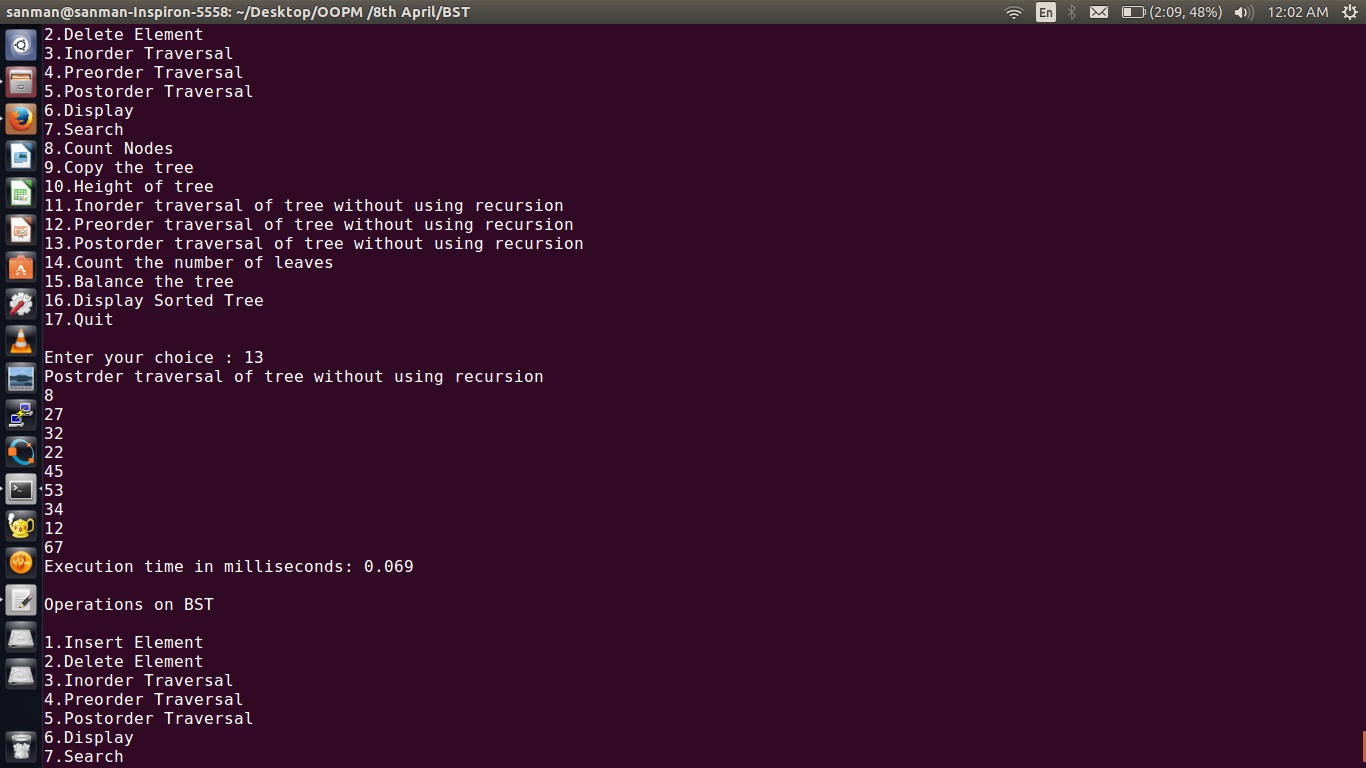 sanman@sanman-Inspiron-5558: ~/Desktop/OOPM /8th April/BST
En
(2:09, 48%)
12:02 AM
2.Delete Element
3.Inorder Traversal
4.Preorder Traversal
5.Postorder Traversal
6.Display
7.Search
8.Count Nodes
9.Copy the tree
10.Height of tree
11.Inorder traversal of tree without using recursion
12.Preorder traversal of tree without using recursion
13.Postorder traversal of tree without using recursion
14.Count the number of leaves
15.Balance the tree
16.Display Sorted Tree
17.Quit
Enter your choice : 13
Postrder traversal of tree without using recursion
8
27
32
22
45
53
34
12
67
Execution time in milliseconds: 0.069
Operations on BST
1.Insert Element
2.Delete Element
3.Inorder Traversal
4.Preorder Traversal
5.Postorder Traversal
6.Display
7.Search